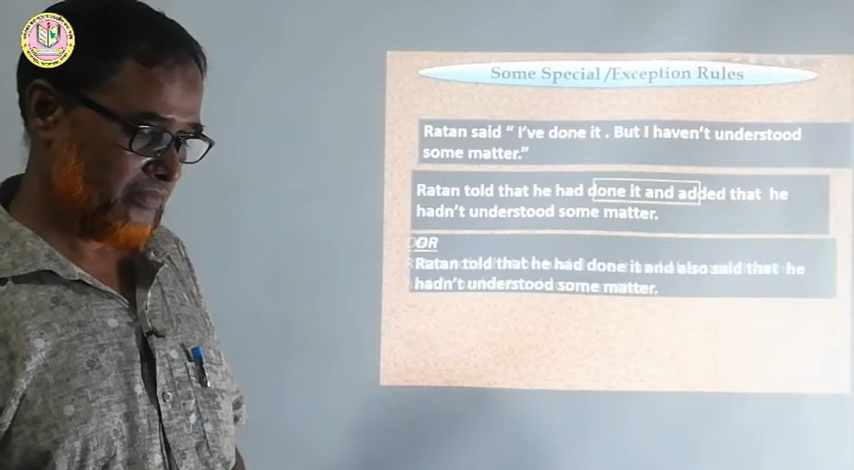 Some Special/Exception Rules
Ratan said “ I’ve done it . But I haven’t understood
some matter.”
Ratan told that he had done it and added that he
hadn’t understood some matter.
OR
Ratan told that he had done it and also said that he
hadn’t understood some matter.